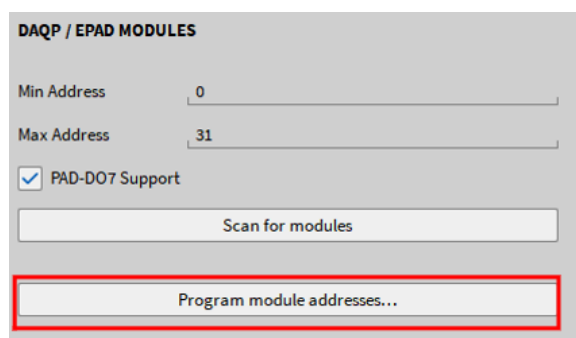 DAQP / EPAD MODULES
Min Address 0
Max Address 31
PAD-DO7 Support
Scan for modules
Program module addresses...